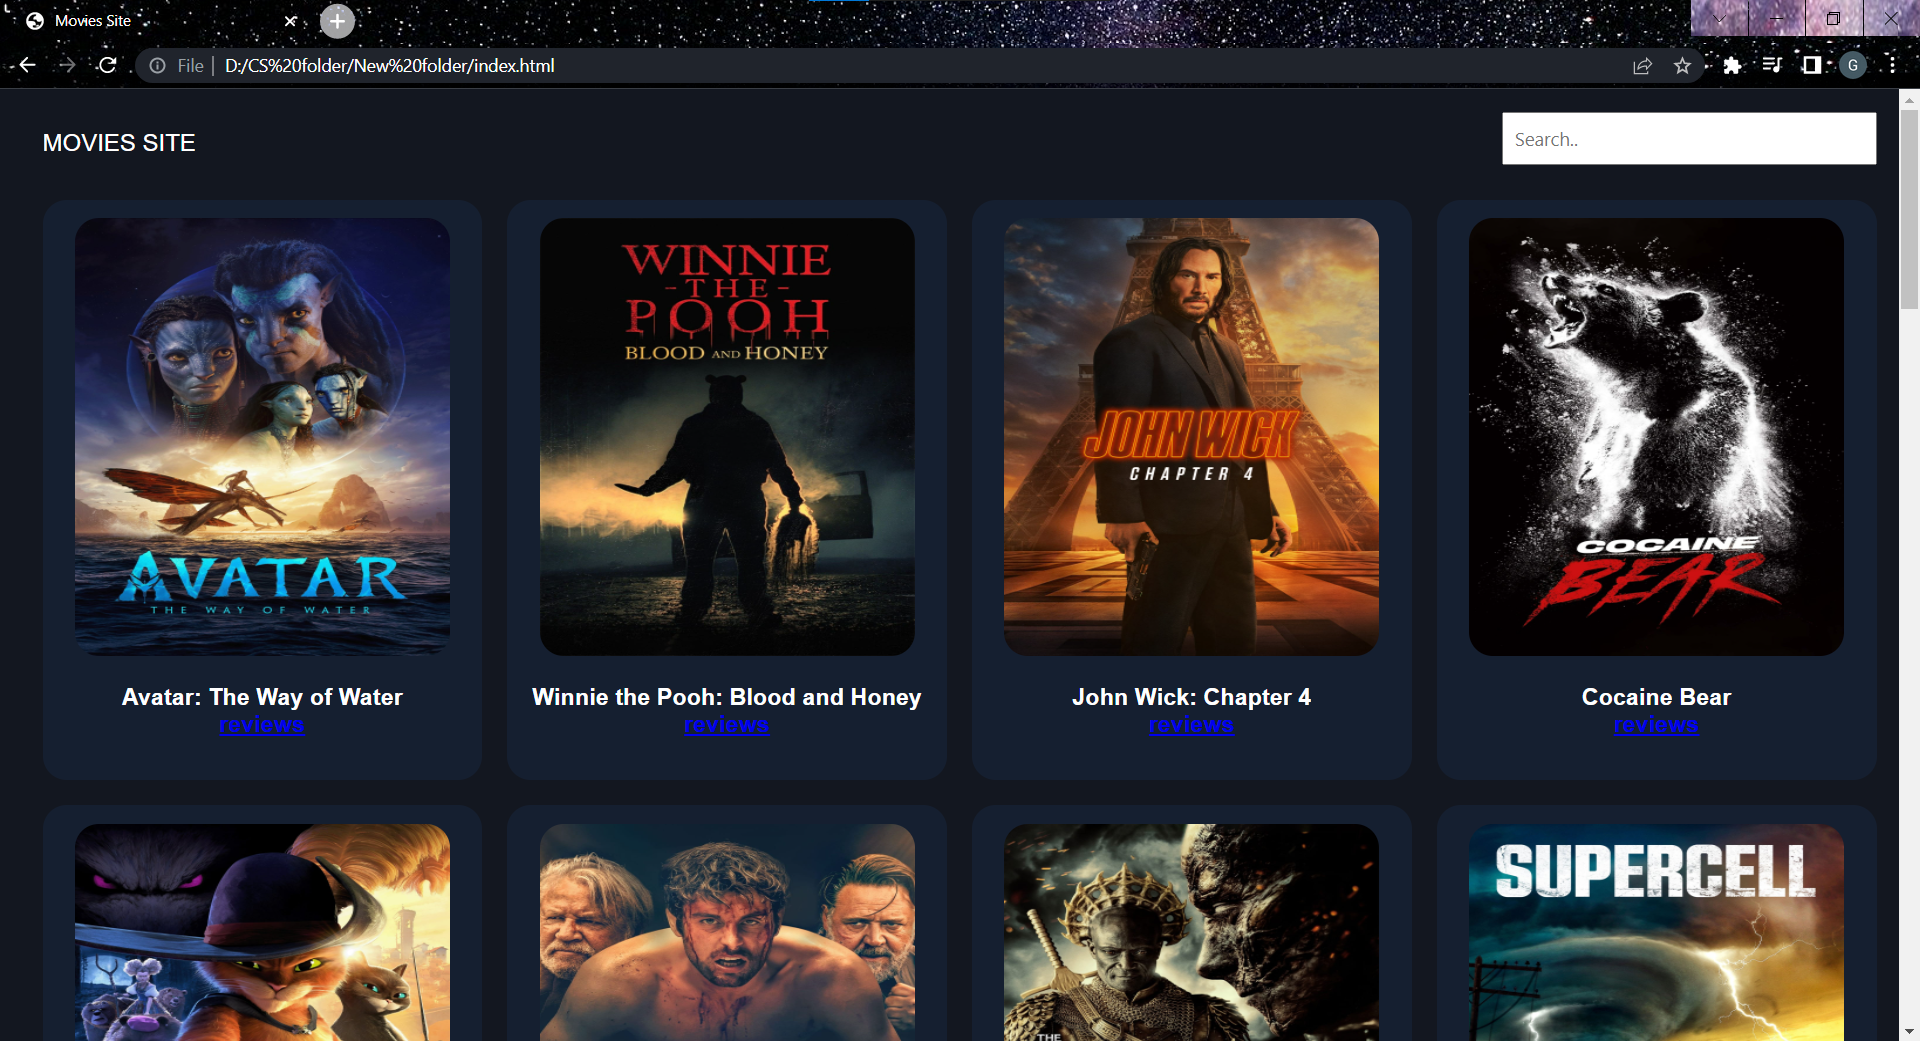 Movies Site
File
D:/CS%20folder/New%20folder/index.html
G
MOVIES SITE
Search..
AVATAR
THE WAY OF WATER
WINNIE
-THE-
POOH
BLOOD AND HONEY
JOHN WICK
CHAPTER 4
COCAINE
BEAR
Avatar: The Way of Water
reviews
Winnie the Pooh: Blood and Honey
reviews
John Wick: Chapter 4
reviews
Cocaine Bear
reviews
THE
SUPERCELL